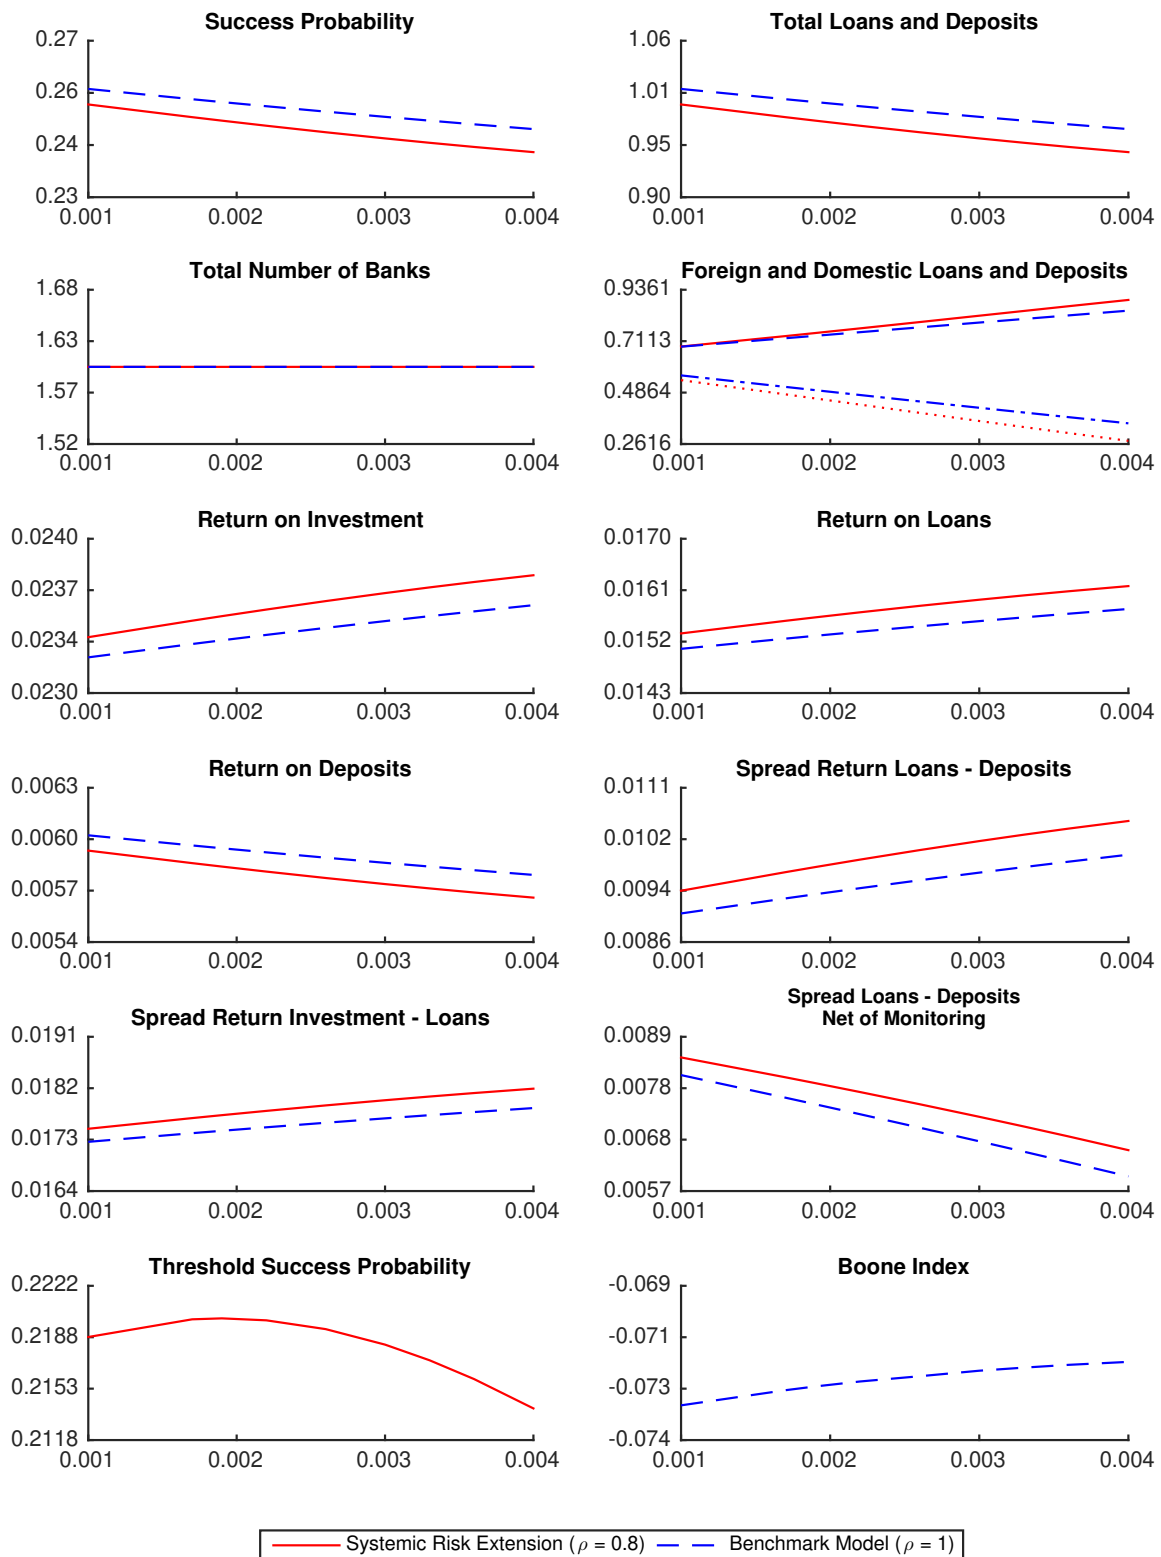 Success Probability
0.27
0.26
0.24
0.23
0.001 0.002 0.003 0.004
Total Loans and Deposits
1.06
1.01
0.95
0.90
0.001 0.002 0.003 0.004
Total Number of Banks
1.68
1.63
1.57
1.52
0.001 0.002 0.003 0.004
Foreign and Domestic Loans and Deposits
0.9361
0.7113
0.4864
0.2616
0.001 0.002 0.003 0.004
Return on Investment
0.0240
0.0237
0.0234
0.0230
0.001 0.002 0.003 0.004
Return on Loans
0.0170
0.0161
0.0152
0.0143
0.001 0.002 0.003 0.004
Return on Deposits
0.0063
0.0060
0.0057
0.0054
0.001 0.002 0.003 0.004
Spread Return Loans - Deposits
0.0111
0.0102
0.0094
0.0086
0.001 0.002 0.003 0.004
Spread Return Investment - Loans
0.0191
0.0182
0.0173
0.0164
0.001 0.002 0.003 0.004
Spread Loans - Deposits
Net of Monitoring
0.0089
0.0078
0.0068
0.0057
0.001 0.002 0.003 0.004
Threshold Success Probability
0.2222
0.2188
0.2153
0.2118
0.001 0.002 0.003 0.004
Boone Index
-0.069
-0.071
-0.073
-0.074
0.001 0.002 0.003 0.004
Systemic Risk Extension (ρ = 0.8) Benchmark Model (ρ = 1)